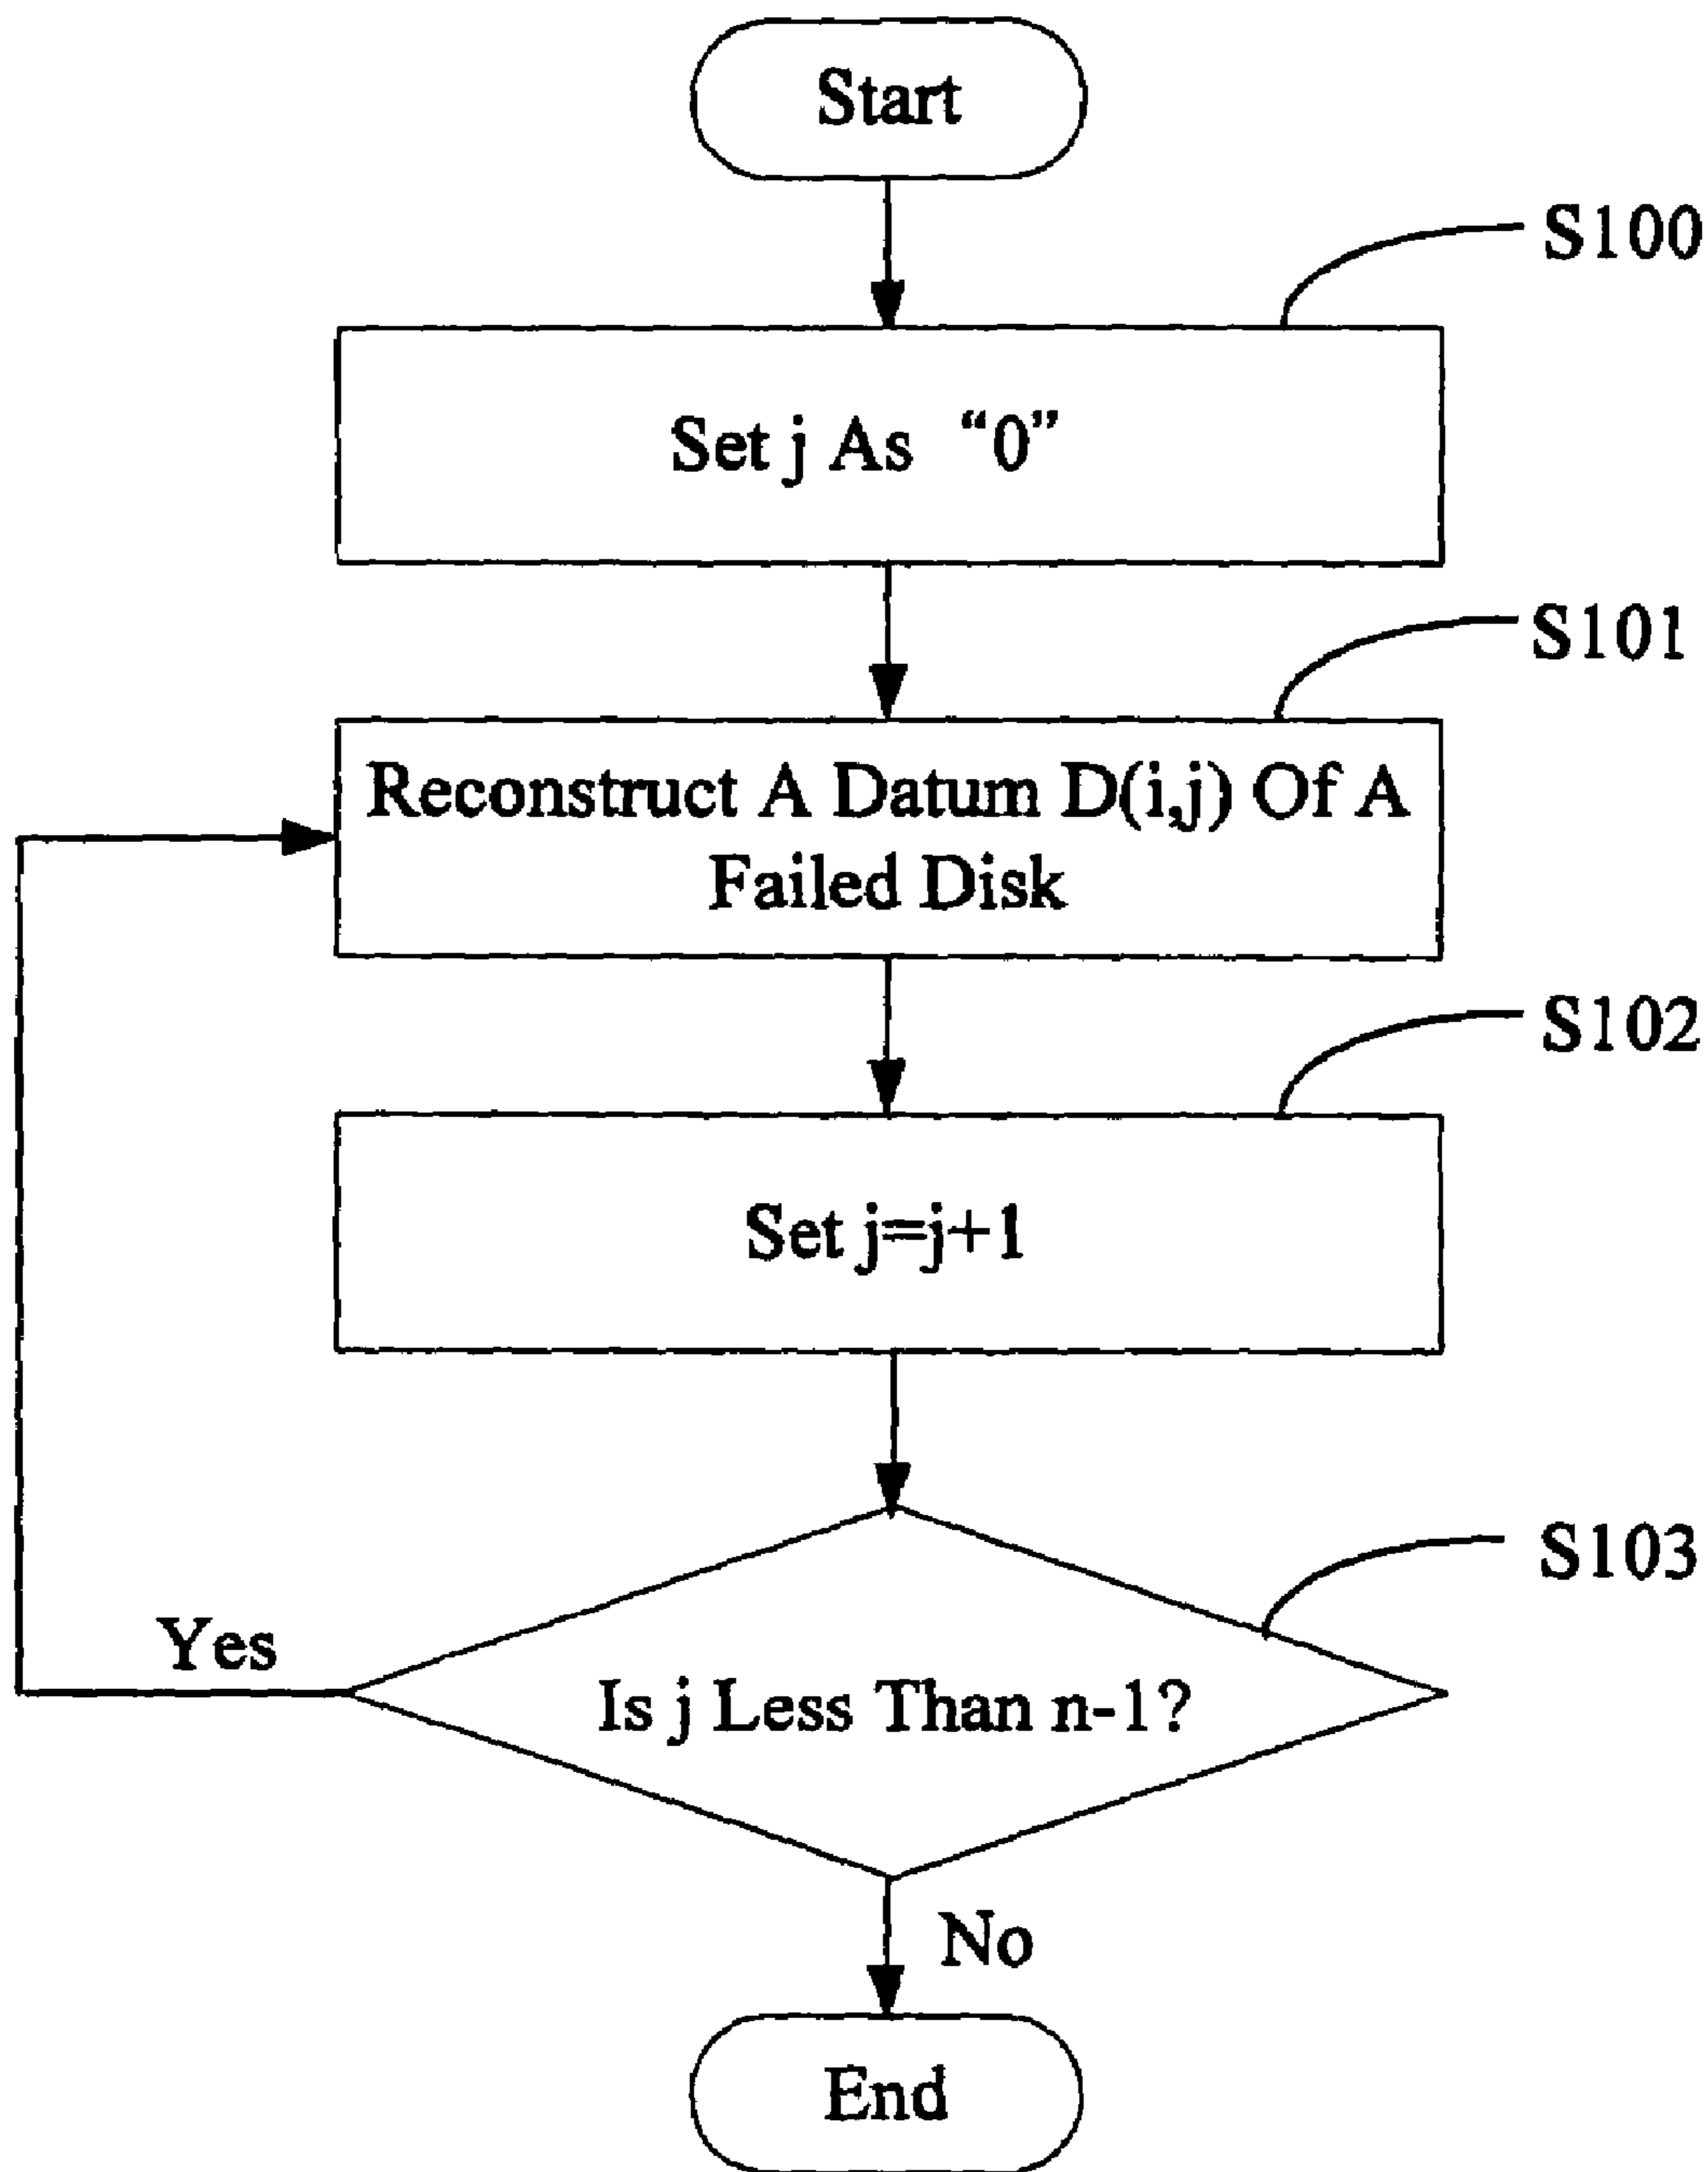 Start
S100
Set j As “0”
S101
Reconstruct A Datum D(i,j) Of A
Failed Disk
S102
Set j=j+1
S103
Yes
Is j Less Than n-1?
No
End